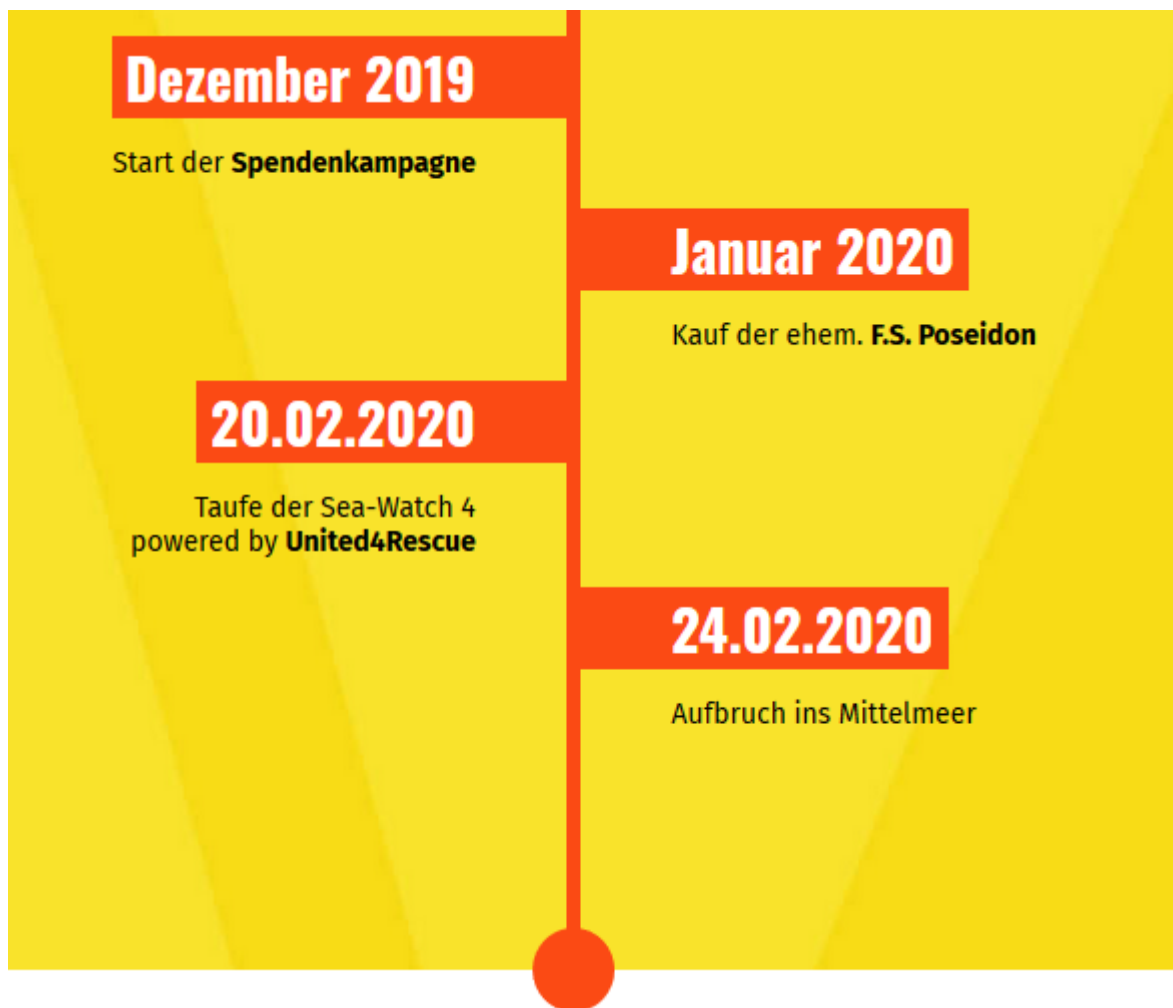 Dezember 2019
Start der Spendenkampagne
Januar 2020
Kauf der ehem. F.S. Poseidon
20.02.2020
Taufe der Sea-Watch 4
powered by United4Rescue
24.02.2020
Aufbruch ins Mittelmeer